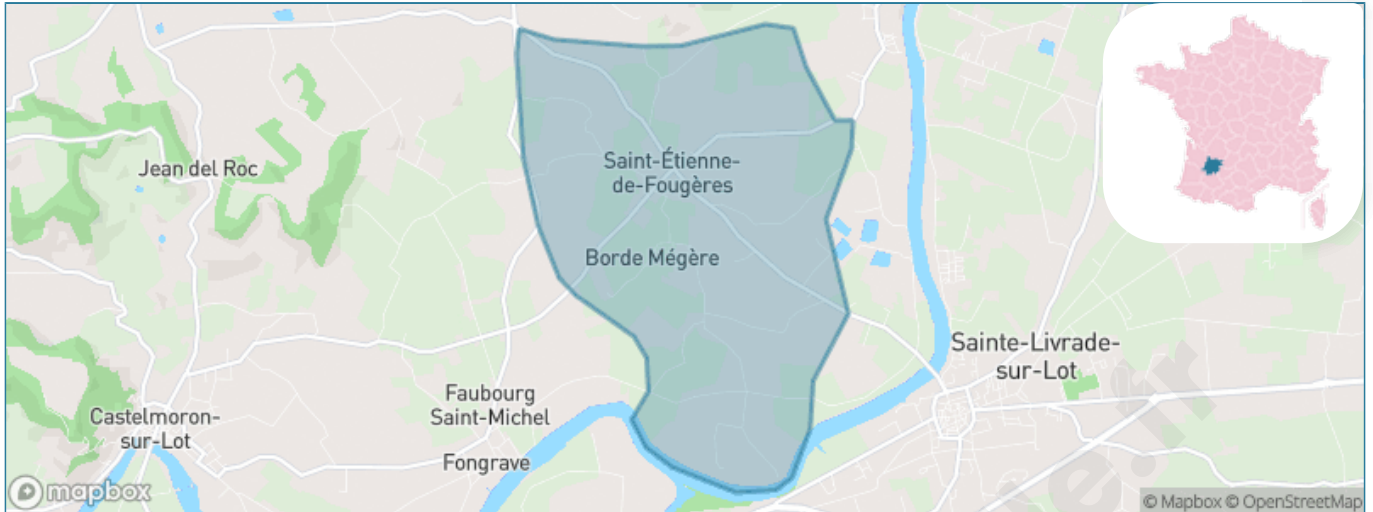 Jean del Roc
Saint-Étienne-
de-Fougères
Borde Mégère
Sainte-Livrade-
sur-Lot
Faubourg
Saint-Michel
Castelmoron-
sur-Lot
Fongrave
mapbox
© Mapbox © OpenStreetMap